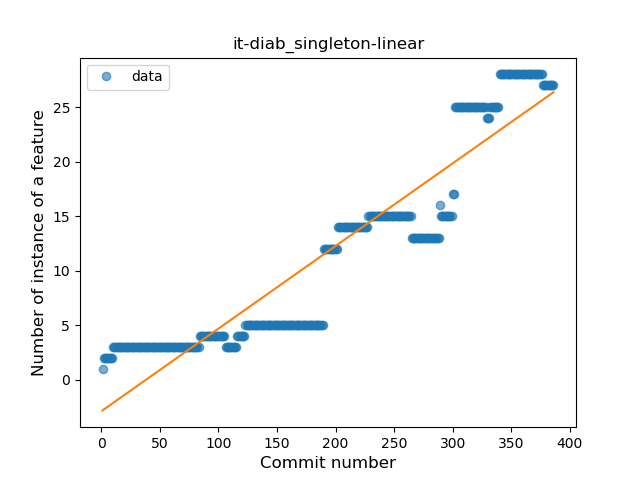 it-diab_singleton-linear
data
Number of instance of a feature
25
20
15
10
5
0
0 50 100 150 200 250 300 350 400
Commit number